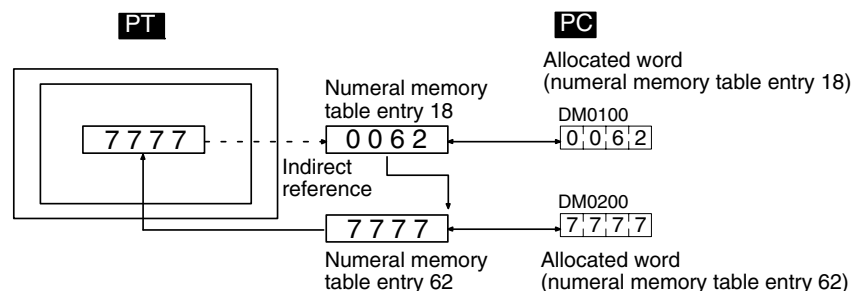 PT
PC
Allocated word
(numeral memory table entry 18)
Numeral memory
table entry 18
DM0100
7777
0062
0062
Indirect
reference
DM0200
7777
7777
Numeral memory
table entry 62
Allocated word
(numeral memory table entry 62)